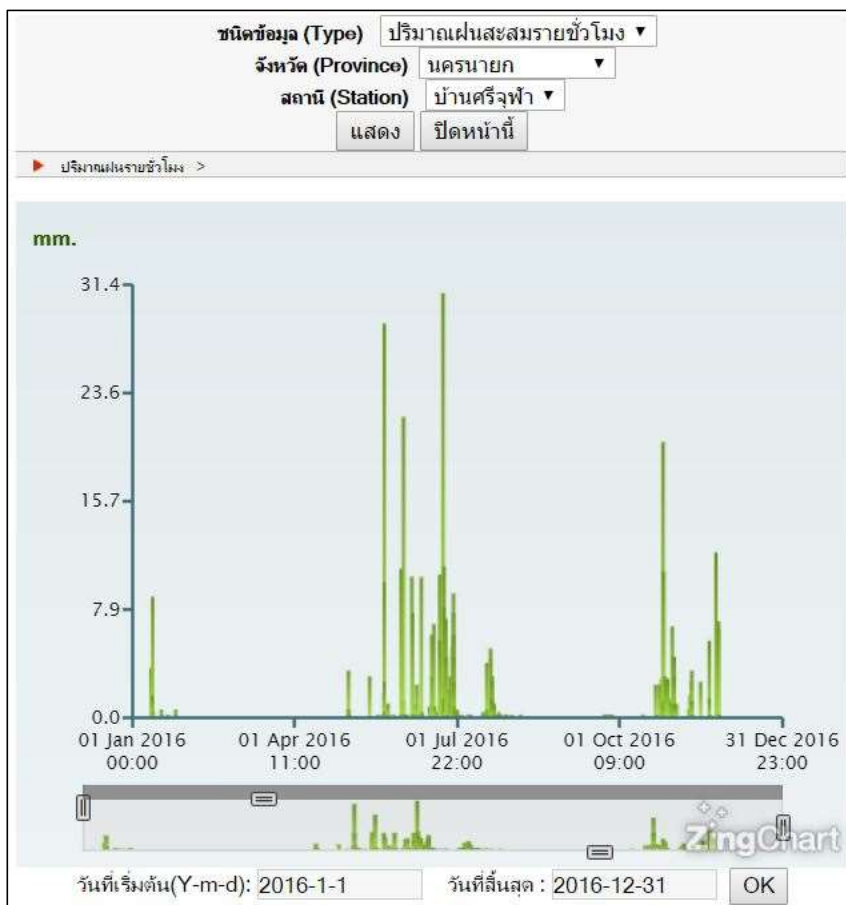 ชนิดข้อมูล (Type) ปริมาณฝนสะสมรายชั่วโมง ▼
จังหวัด (Province) นครนายก ▼
สถานี (Station) บ้านศรีจุฬา ▼
แสดง ปิดหน้านี้
ปริมาณฝนรายชั่วโมง >
mm.
31.4
23.6
15.7
7.9
0.0
01 Jan 2016 01 Apr 2016 01 Jul 2016 01 Oct 2016 31 Dec 2016
00:00 11:00 22:00 09:00 23:00
ZingChart
วันที่เริ่มต้น(Y-m-d): 2016-1-1 วันที่สิ้นสุด : 2016-12-31 OK